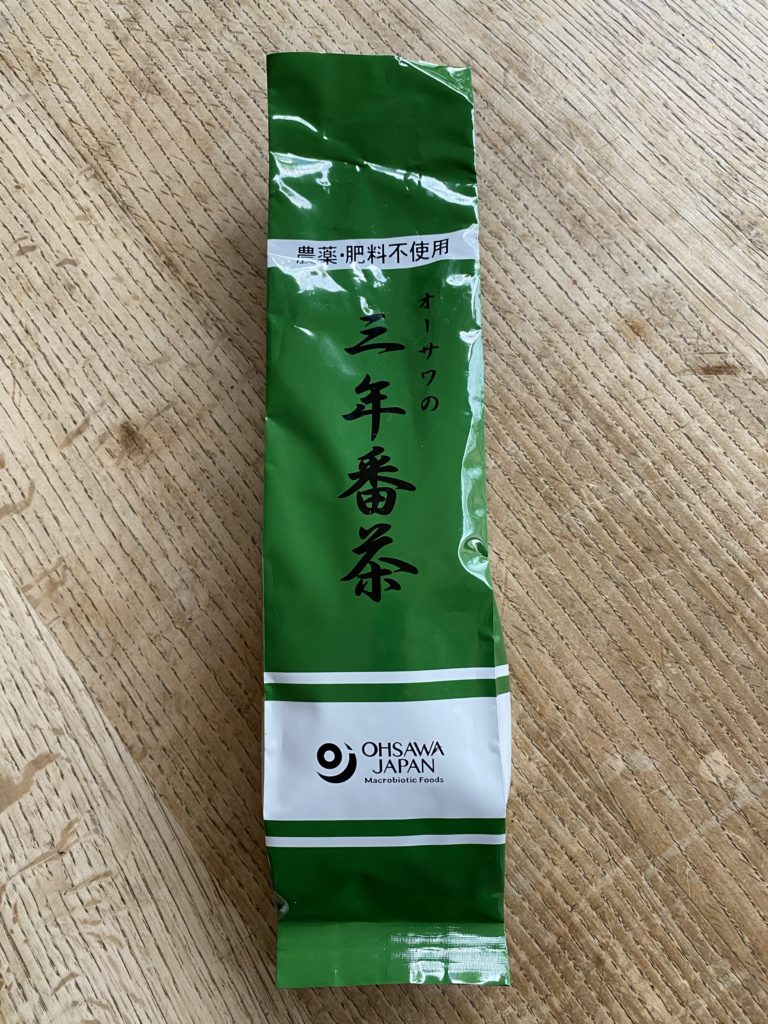 農薬・肥料不使用
オーサワの
三年番茶
OHSAWA
JAPAN
Macrobiotic Foods